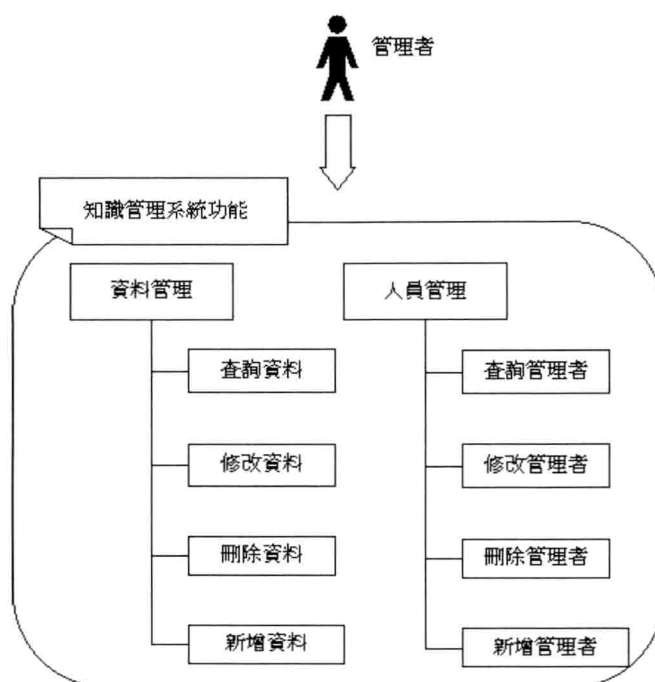 管理者
知識管理系統功能
資料管理
查詢資料
修改資料
刪除資料
新增資料
人員管理
查詢管理者
修改管理者
刪除管理者
新增管理者